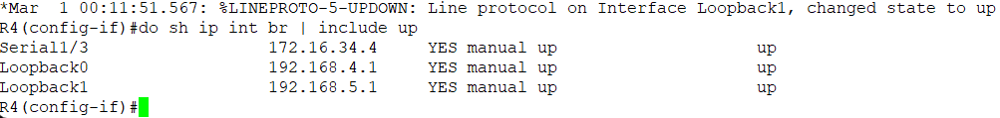 *Mar  1 00:11:51.567: %LINEPROTO-5-UPDOWN: Line protocol on Interface Loopback1, changed state to up
R4(config-if)#do sh ip int br | include up
Serial1/3                  172.16.34.4     YES manual up                    up
Loopback0                  192.168.4.1     YES manual up                    up
Loopback1                  192.168.5.1     YES manual up                    up
R4(config-if)#